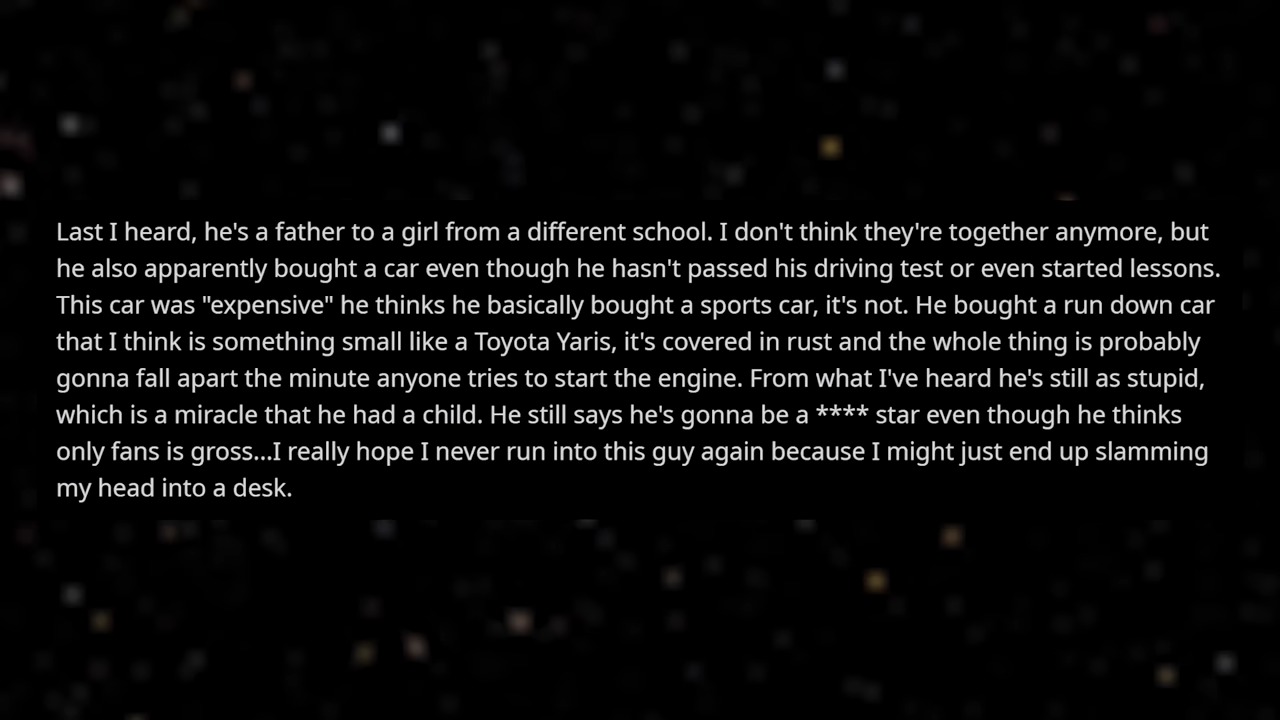 Last I heard, he's a father to a girl from a different school. I don't think they're together anymore, but
he also apparently bought a car even though he hasn't passed his driving test or even started lessons.
This car was "expensive" he thinks he basically bought a sports car, it's not. He bought a run down car
that I think is something small like a Toyota Yaris, it's covered in rust and the whole thing is probably
gonna fall apart the minute anyone tries to start the engine. From what I've heard he's still as stupid,
which is a miracle that he had a child. He still says he's gonna be a **** star even though he thinks
only fans is gross...I really hope I never run into this guy again because I might just end up slamming
my head into a desk.